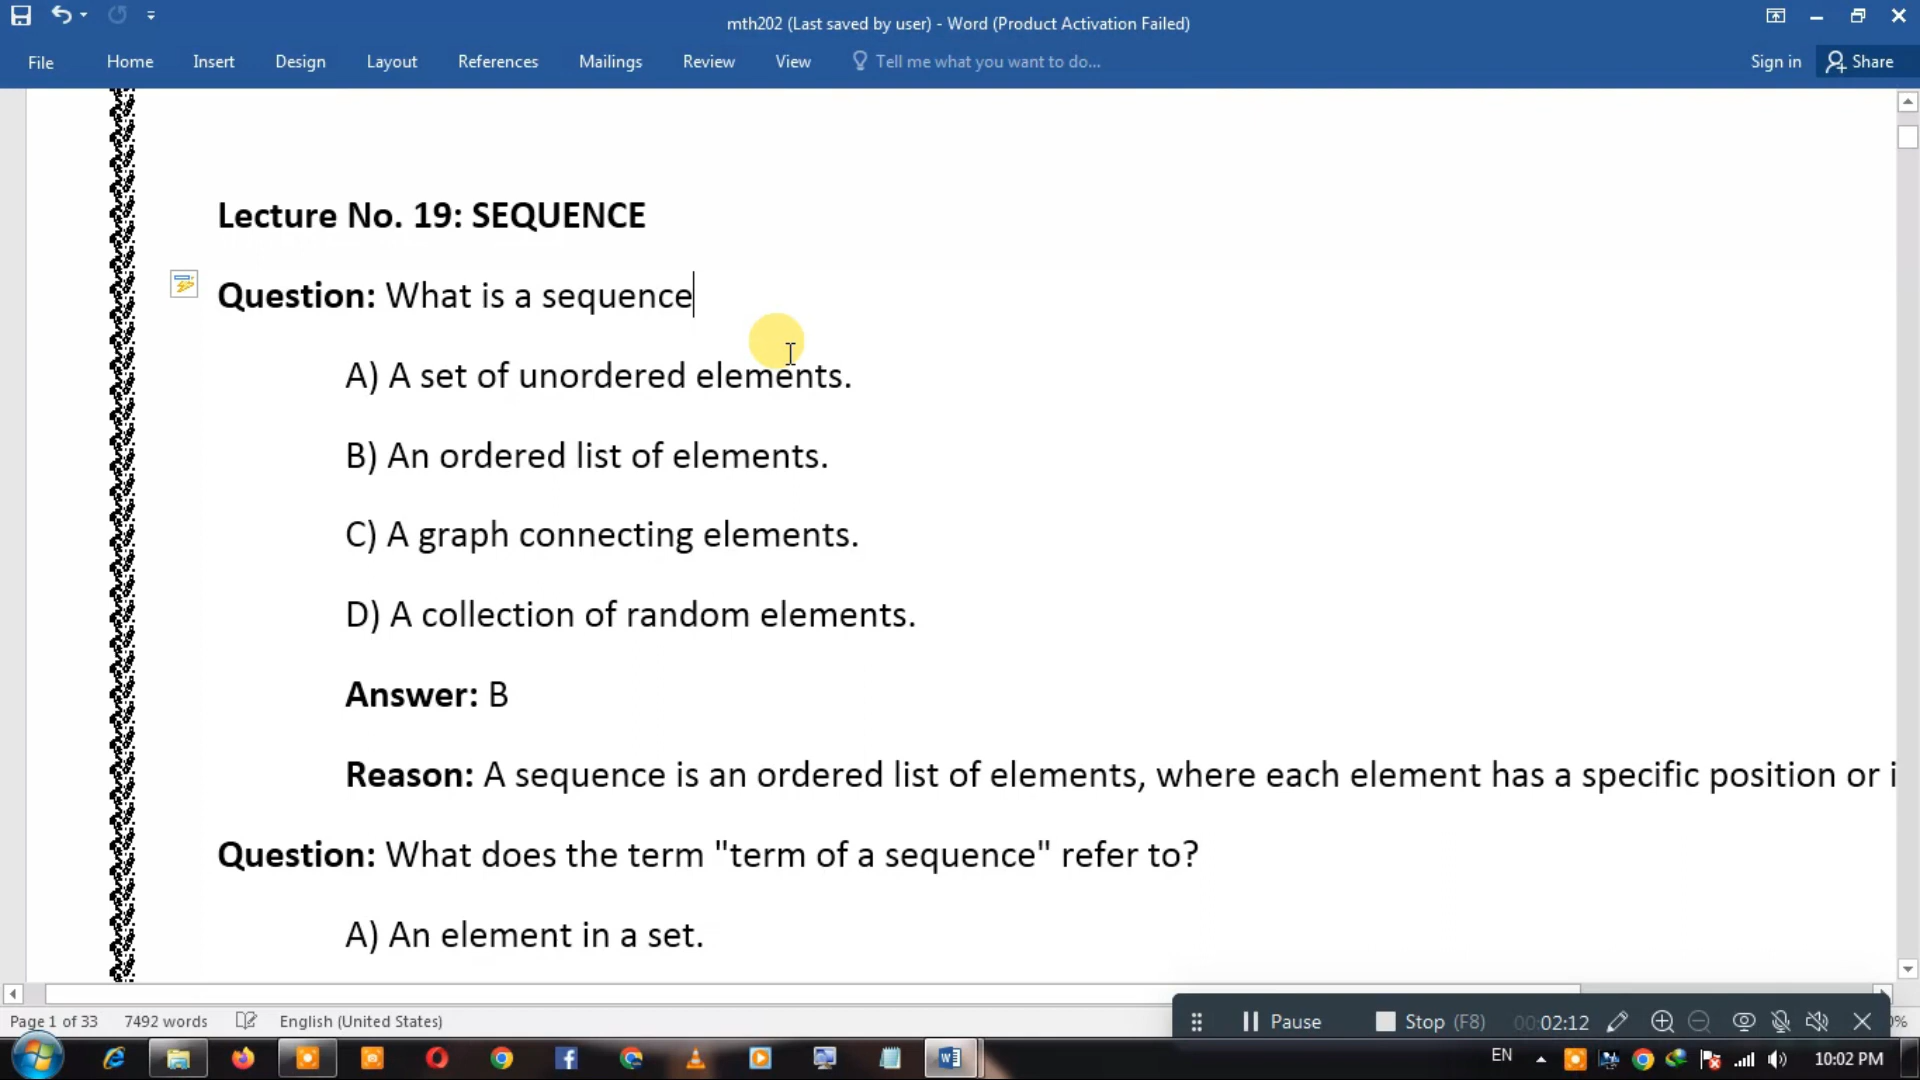 mth202 (Last saved by user) - Word (Product Activation Failed)
File Home Insert Design Layout References Mailings Review View Tell me what you want to do... Sign in Share
Lecture No. 19: SEQUENCE
Question: What is a sequence
A) A set of unordered elements.
B) An ordered list of elements.
C) A graph connecting elements.
D) A collection of random elements.
Answer: B
Reason: A sequence is an ordered list of elements, where each element has a specific position or i
Question: What does the term "term of a sequence" refer to?
A) An element in a set.
Page 1 of 33 7492 words English (United States)
Pause Stop (F8) 00:02:12 0%
EN 10:02 PM